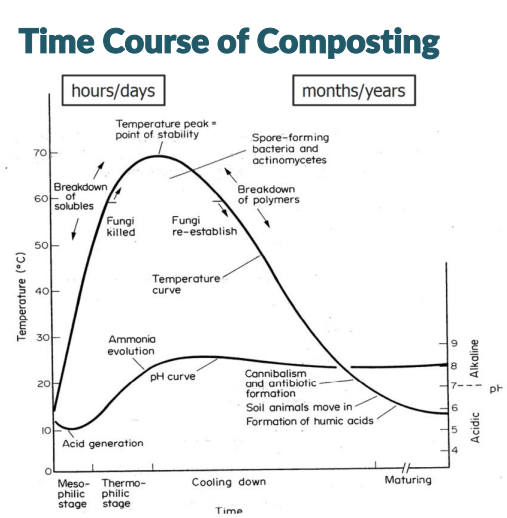 Time Course of Composting
hours/days
months/years
Temperature peak =
point of stability
Spore-forming
bacteria and
actinomycetes
Breakdown
of
solubles
Breakdown
of polymers
Fungi
killed
Fungi
re-establish
Temperature
curve
Ammonia
evolution
pH curve
Cannibalism
and antibiotic
formation
Soil animals move in
Formation of humic acids
Acid generation
Temperature (°C)
70
60
50
40
30
20
10
0
9
8
7
6
5
4
Alkaline
pH
Acidic
Meso-
philic
stage
Thermo-
philic
stage
Cooling down
Maturing
Time